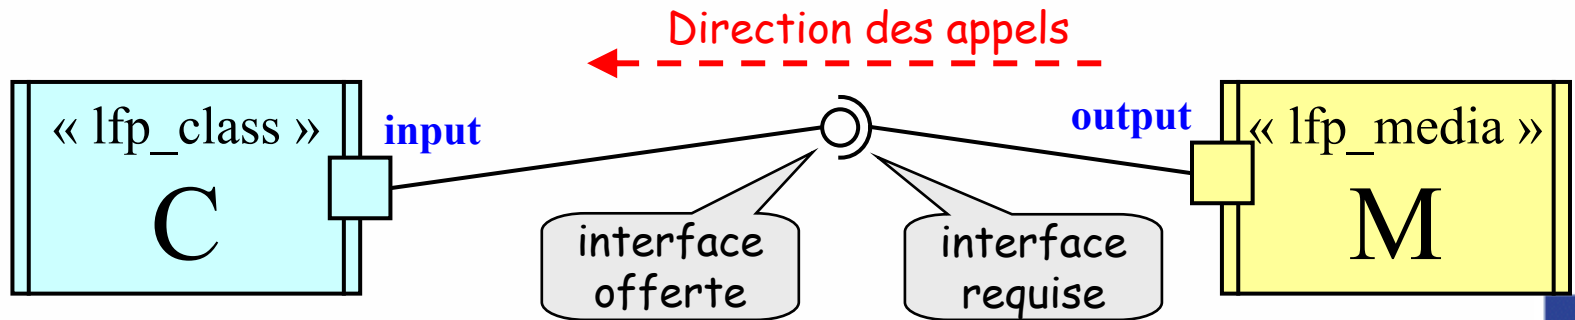 Direction des appels
« lfp_class »
input
C
output
« lfp_media »
M
interface
offerte
interface
requise